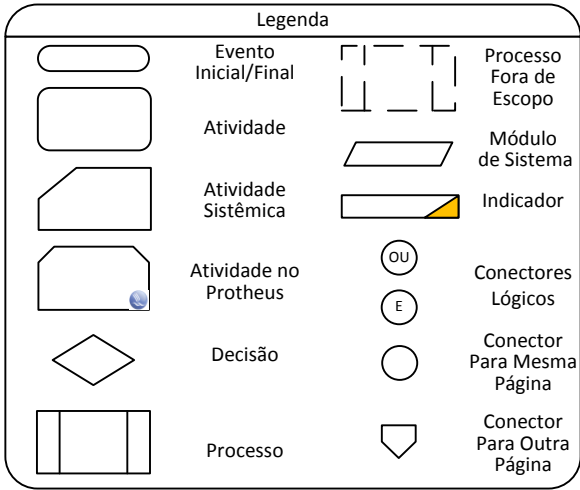 Legenda
Evento
Inicial/Final
Atividade
Atividade
Sistêmica
Atividade no
Protheus
Decisão
Processo
Processo
Fora de
Escopo
Módulo
de Sistema
Indicador
OU
E
Conectores
Lógicos
Conector
Para Mesma
Página
Conector
Para Outra
Página